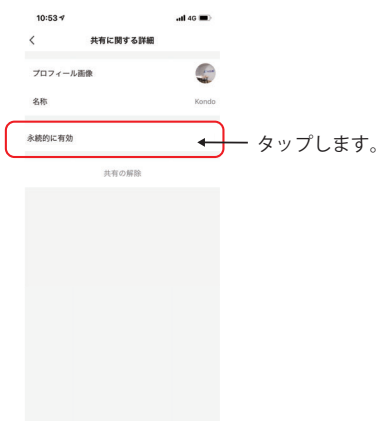 10:53
4G
共有に関する詳細
プロフィール画像
名称 Kondo
永続的に有効
タップします。
共有の解除